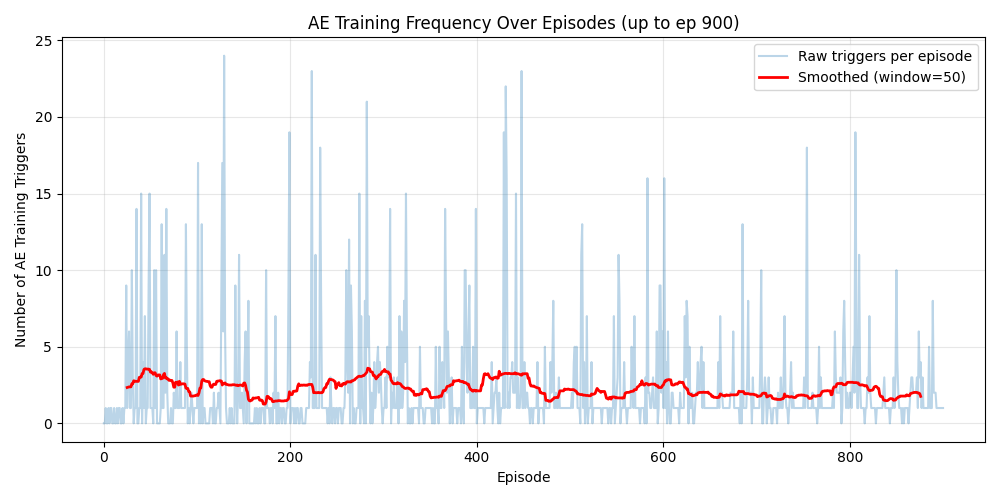 AE Training Frequency Over Episodes (up to ep 900)
Raw triggers per episode
Smoothed (window=50)
Number of AE Training Triggers
25
20
15
10
5
0
0 200 400 600 800
Episode